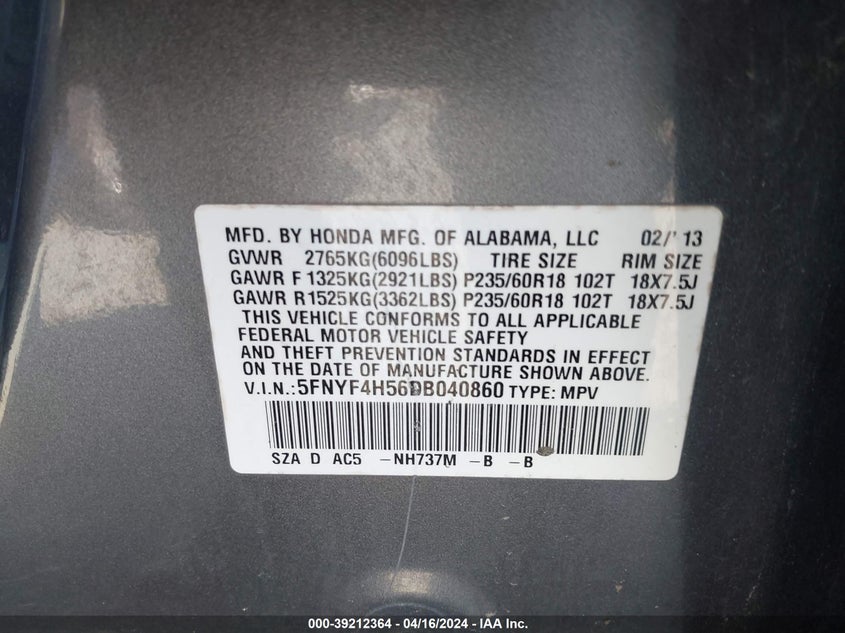 MFD. BY HONDA MFG. OF ALABAMA, LLC 02/'13
GVWR 2765KG(6096LBS) TIRE SIZE RIM SIZE
GAWR F 1325KG(2921LBS) P235/60R18 102T 18X7.5J
GAWR R1525KG(3362LBS) P235/60R18 102T 18X7.5J
THIS VEHICLE CONFORMS TO ALL APPLICABLE
FEDERAL MOTOR VEHICLE SAFETY
AND THEFT PREVENTION STANDARDS IN EFFECT
ON THE DATE OF MANUFACTURE SHOWN ABOVE.
V.I.N.:5FNYF4H56DB040860 TYPE: MPV
SZA D AC5 -NH737M -B -B
000-39212364 - 04/16/2024 - IAA Inc.